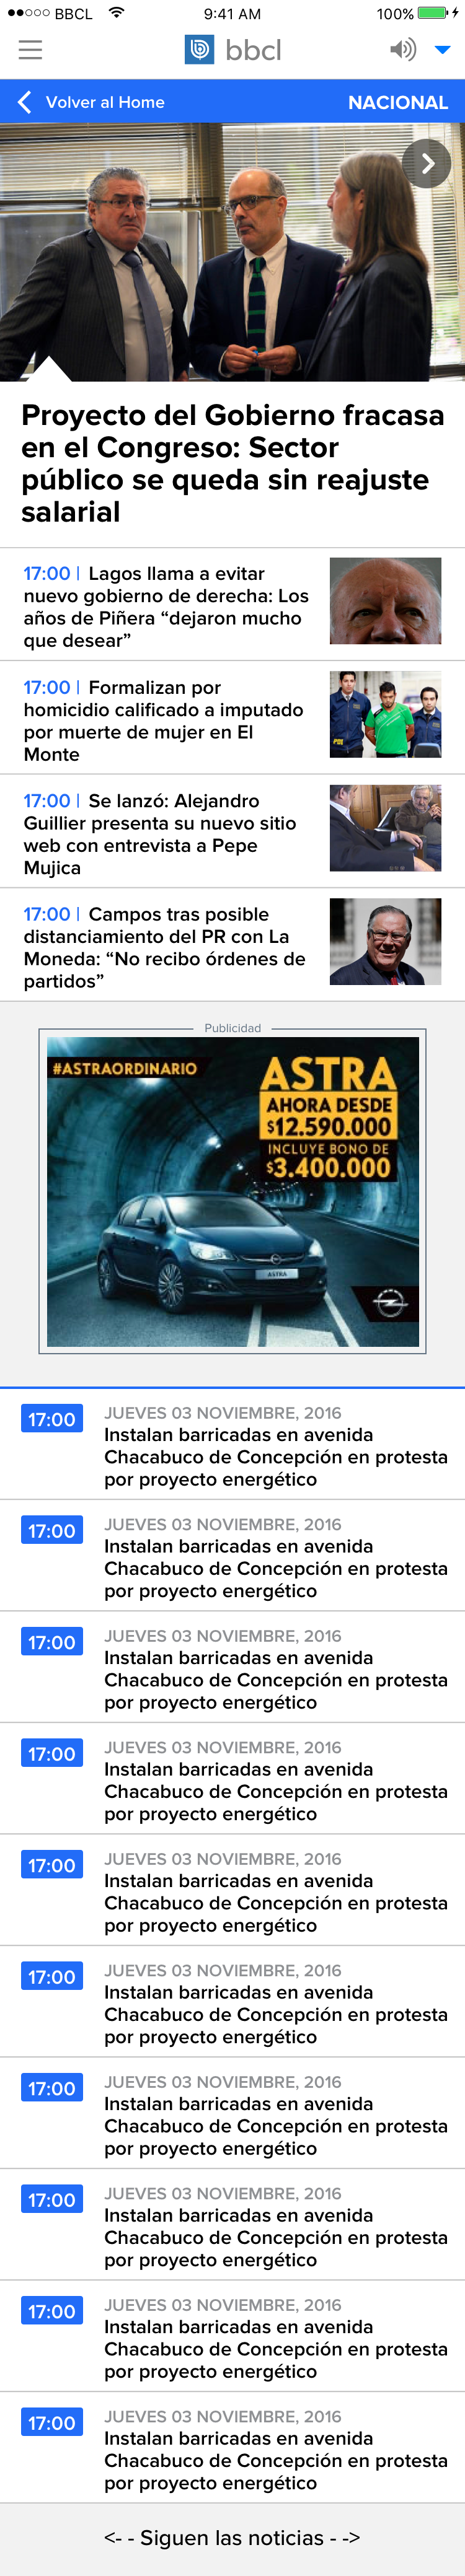 BBCL 9:41 AM 100%
bbcl
Volver al Home NACIONAL
Proyecto del Gobierno fracasa
en el Congreso: Sector
público se queda sin reajuste
salarial
17:00 | Lagos llama a evitar
nuevo gobierno de derecha: Los
años de Piñera “dejaron mucho
que desear”
17:00 | Formalizan por
homicidio calificado a imputado
por muerte de mujer en El
Monte
17:00 | Se lanzó: Alejandro
Guillier presenta su nuevo sitio
web con entrevista a Pepe
Mujica
17:00 | Campos tras posible
distanciamiento del PR con La
Moneda: “No recibo órdenes de
partidos”
Publicidad
#ASTRAORDINARIO
ASTRA
AHORA DESDE
$12.590.000
INCLUYE BONO DE
$3.400.000
ASTRA
17:00 JUEVES 03 NOVIEMBRE, 2016
Instalan barricadas en avenida
Chacabuco de Concepción en protesta
por proyecto energético
17:00 JUEVES 03 NOVIEMBRE, 2016
Instalan barricadas en avenida
Chacabuco de Concepción en protesta
por proyecto energético
17:00 JUEVES 03 NOVIEMBRE, 2016
Instalan barricadas en avenida
Chacabuco de Concepción en protesta
por proyecto energético
17:00 JUEVES 03 NOVIEMBRE, 2016
Instalan barricadas en avenida
Chacabuco de Concepción en protesta
por proyecto energético
17:00 JUEVES 03 NOVIEMBRE, 2016
Instalan barricadas en avenida
Chacabuco de Concepción en protesta
por proyecto energético
17:00 JUEVES 03 NOVIEMBRE, 2016
Instalan barricadas en avenida
Chacabuco de Concepción en protesta
por proyecto energético
17:00 JUEVES 03 NOVIEMBRE, 2016
Instalan barricadas en avenida
Chacabuco de Concepción en protesta
por proyecto energético
17:00 JUEVES 03 NOVIEMBRE, 2016
Instalan barricadas en avenida
Chacabuco de Concepción en protesta
por proyecto energético
17:00 JUEVES 03 NOVIEMBRE, 2016
Instalan barricadas en avenida
Chacabuco de Concepción en protesta
por proyecto energético
17:00 JUEVES 03 NOVIEMBRE, 2016
Instalan barricadas en avenida
Chacabuco de Concepción en protesta
por proyecto energético
<- - Siguen las noticias - ->